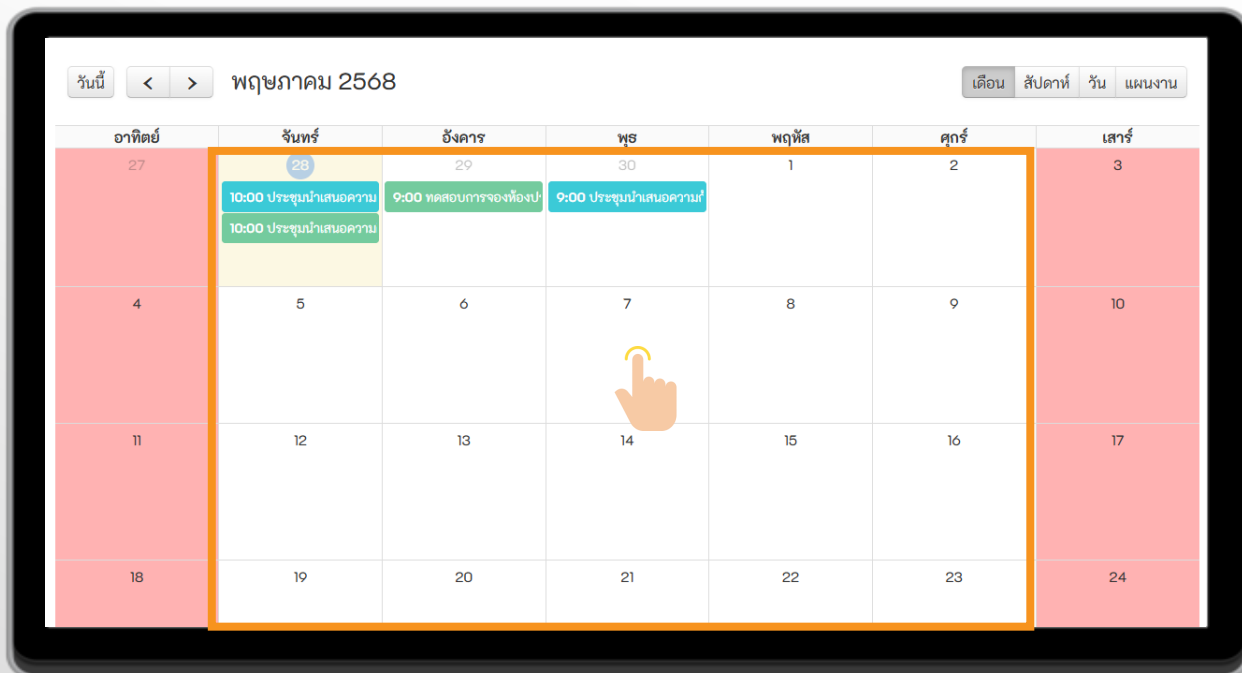 วันนี้ < > พฤษภาคม 2568 เดือน สัปดาห์ วัน แผนงาน
อาทิตย์ จันทร์ อังคาร พุธ พฤหัส ศุกร์ เสาร์
27 28 29 30 1 2 3
10:00 ประชุมนำเสนอความ 9:00 ทดสอบการจองห้องป 9:00 ประชุมนำเสนอความ
10:00 ประชุมนำเสนอความ
4 5 6 7 8 9 10
11 12 13 14 15 16 17
18 19 20 21 22 23 24